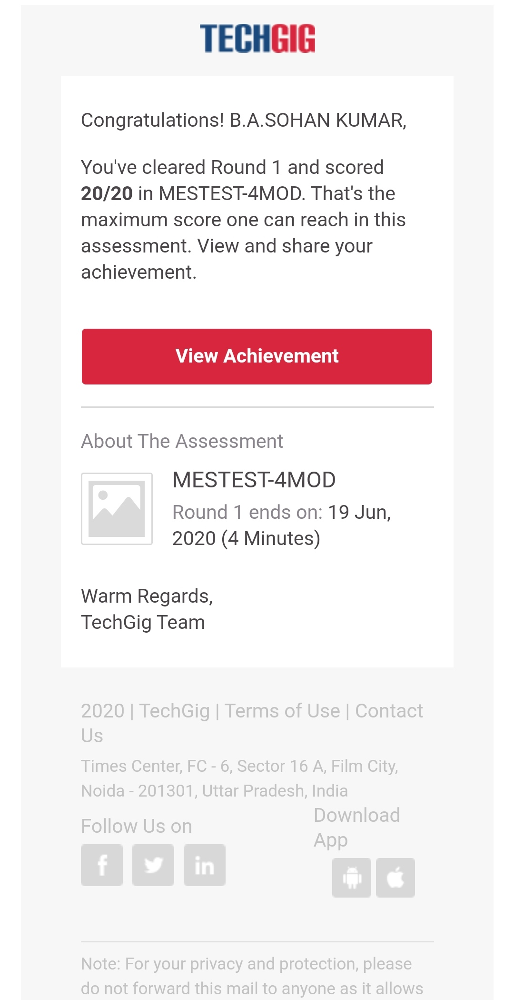 TECHGIG
Congratulations! B.A.SOHAN KUMAR,
You've cleared Round 1 and scored
20/20 in MESTEST-4MOD. That's the
maximum score one can reach in this
assessment. View and share your
achievement.
View Achievement
About The Assessment
MESTEST-4MOD
Round 1 ends on: 19 Jun,
2020 (4 Minutes)
Warm Regards,
TechGig Team
2020 | TechGig | Terms of Use | Contact
Us
Times Center, FC - 6, Sector 16 A, Film City,
Noida - 201301, Uttar Pradesh, India
Follow Us on
Download
App
f
in
Note: For your privacy and protection, please
do not forward this mail to anyone as it allows